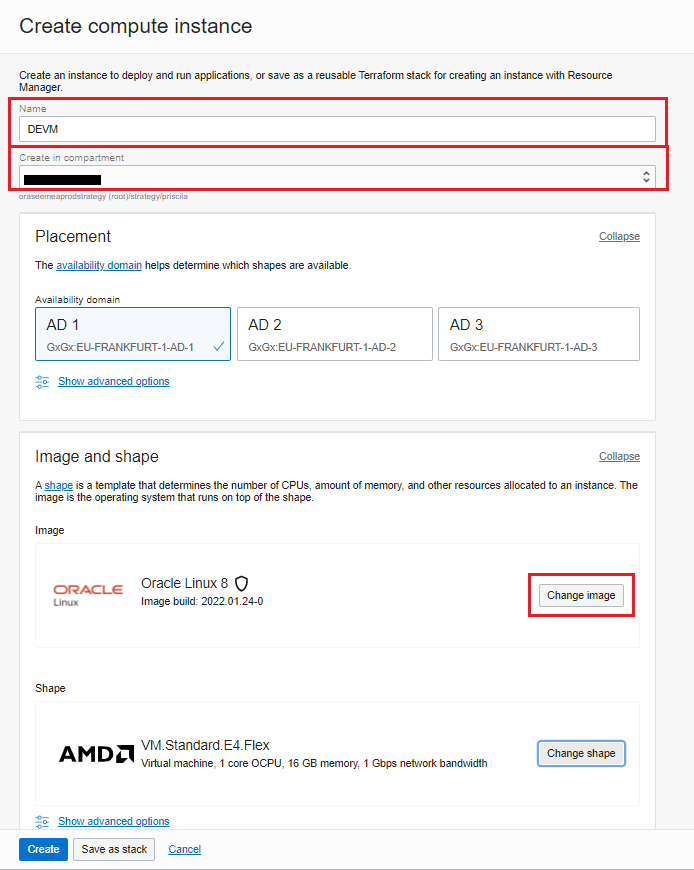 Create compute instance
Create an instance to deploy and run applications, or save as a reusable Terraform stack for creating an instance with Resource
Manager.
Name
DEVM
Create in compartment
oraseemeaprodstrategy (root)/strategy/priscila
Placement
Collapse
The availability domain helps determine which shapes are available.
Availability domain
AD 1
AD 2
AD 3
GxGx:EU-FRANKFURT-1-AD-1
GxGx:EU-FRANKFURT-1-AD-2
GxGx:EU-FRANKFURT-1-AD-3
Show advanced options
Image and shape
Collapse
A shape is a template that determines the number of CPUs, amount of memory, and other resources allocated to an instance. The
image is the operating system that runs on top of the shape.
Image
ORACLE
Linux
Oracle Linux 8
Image build: 2022.01.24-0
Change image
Shape
AMD
VM.Standard.E4.Flex
Virtual machine, 1 core OCPU, 16 GB memory, 1 Gbps network bandwidth
Change shape
Show advanced options
Create
Save as stack
Cancel